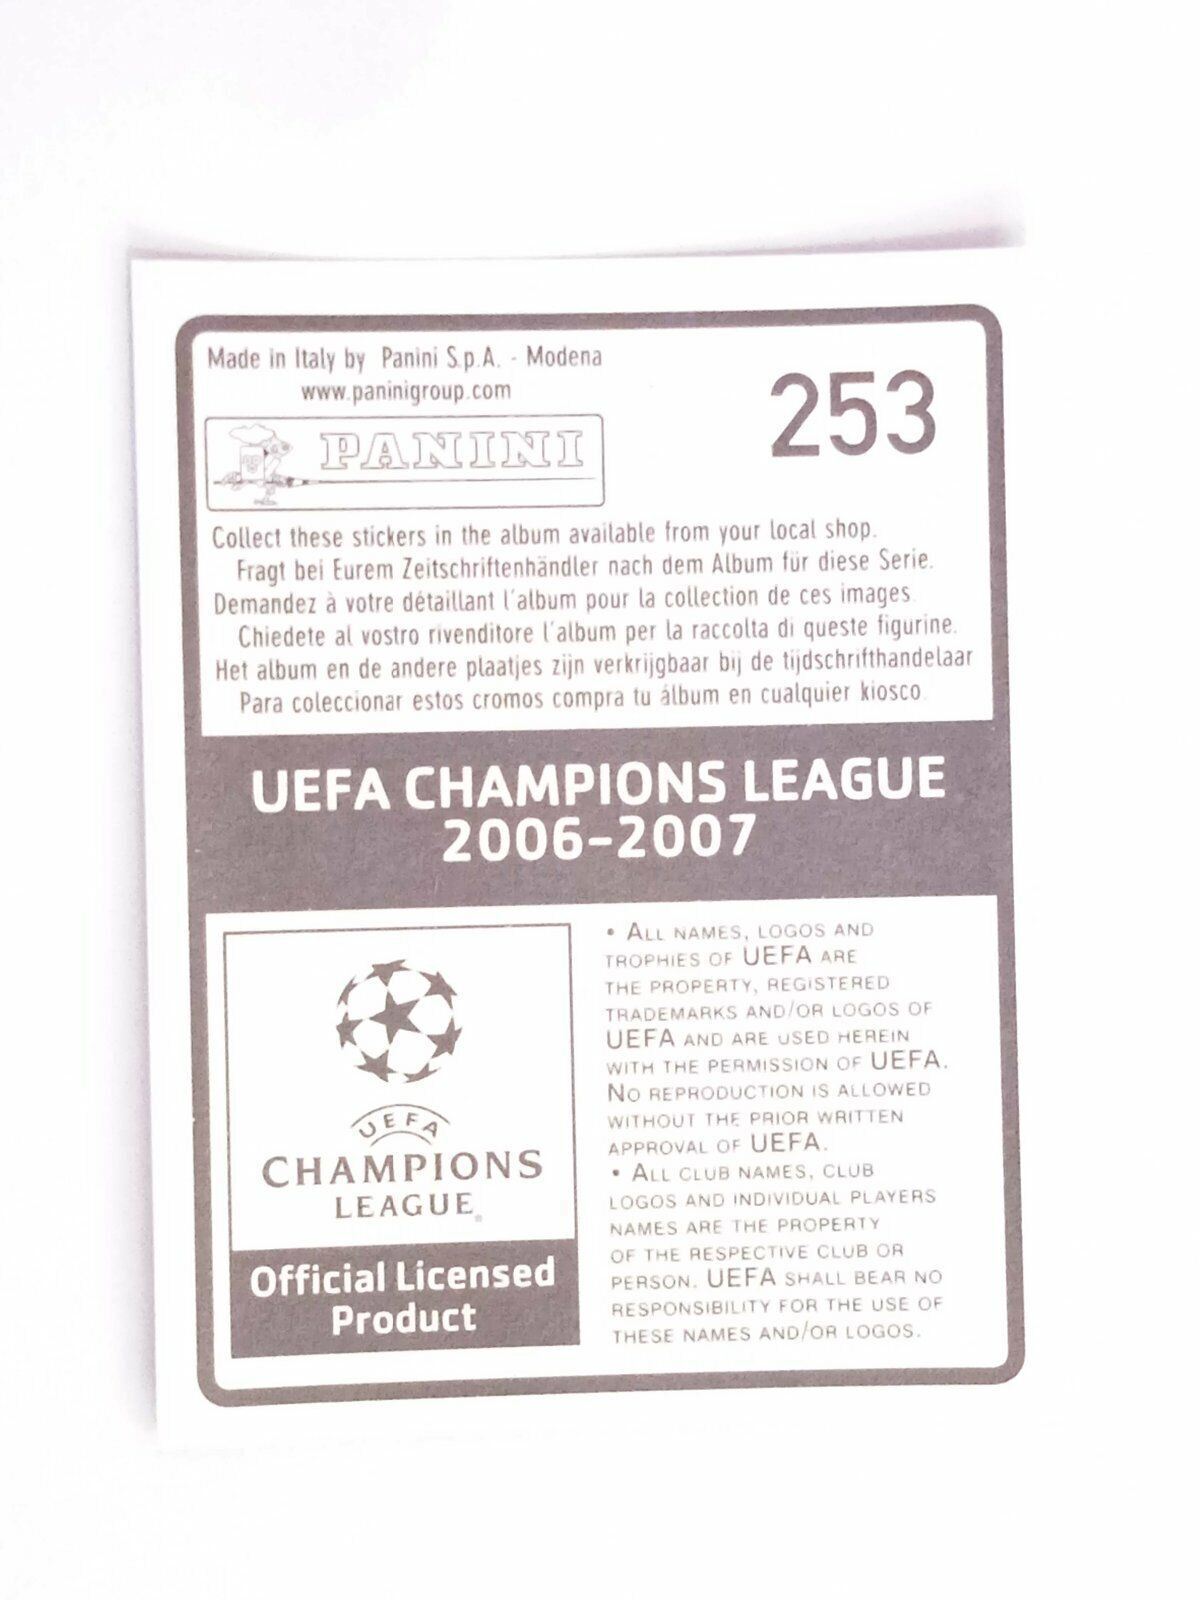 Made in Italy by Panini S.p.A. - Modena
www.paninigroup.com
253
PANINI
Collect these stickers in the album available from your local shop.
Fragt bei Eurem Zeitschriftenhändler nach dem Album für diese Serie.
Demandez à votre détaillant l'album pour la collection de ces images.
Chiedete al vostro rivenditore l'album per la raccolta di queste figurine.
Het album en de andere plaatjes zijn verkrijgbaar bij de tijdschrifthandelaar
Para coleccionar estos cromos compra tu álbum en cualquier kiosco.
UEFA CHAMPIONS LEAGUE
2006-2007
UEFA
CHAMPIONS
LEAGUE®
Official Licensed
Product
• ALL NAMES, LOGOS AND
TROPHIES OF UEFA ARE
THE PROPERTY, REGISTERED
TRADEMARKS AND/OR LOGOS OF
UEFA AND ARE USED HEREIN
WITH THE PERMISSION OF UEFA.
NO REPRODUCTION IS ALLOWED
WITHOUT THE PRIOR WRITTEN
APPROVAL OF UEFA.
• ALL CLUB NAMES, CLUB
LOGOS AND INDIVIDUAL PLAYERS
NAMES ARE THE PROPERTY
OF THE RESPECTIVE CLUB OR
PERSON. UEFA SHALL BEAR NO
RESPONSIBILITY FOR THE USE OF
THESE NAMES AND/OR LOGOS.